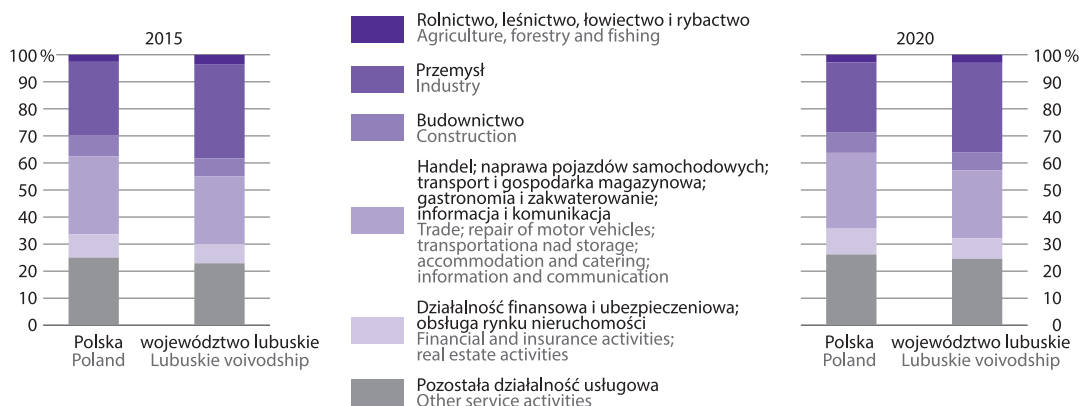 2015
100 %
90
80
70
60
50
40
30
20
10
0
Polska
Poland
województwo lubuskie
Lubuskie voivodship
Rolnictwo, leśnictwo, łowiectwo i rybactwo
Agriculture, forestry and fishing
Przemysł
Industry
Budownictwo
Construction
Handel; naprawa pojazdów samochodowych;
transport i gospodarka magazynowa;
gastronomia i zakwaterowanie;
informacja i komunikacja
Trade; repair of motor vehicles;
transportationa nad storage;
accommodation and catering;
information and communication
Działalność finansowa i ubezpieczeniowa;
obsługa rynku nieruchomości
Financial and insurance activities;
real estate activities
Pozostała działalność usługowa
Other service activities
2020
100 %
90
80
70
60
50
40
30
20
10
0
Polska
Poland
województwo lubuskie
Lubuskie voivodship